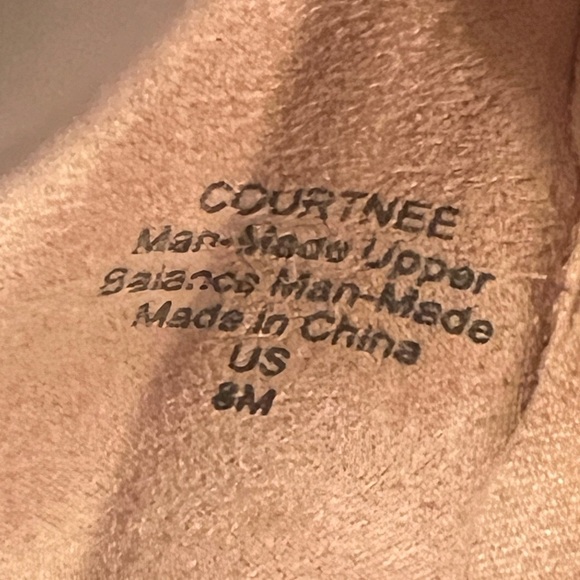 COURTNEE
Man-Made Upper
Balance Man-Made
Made in China
US
8M